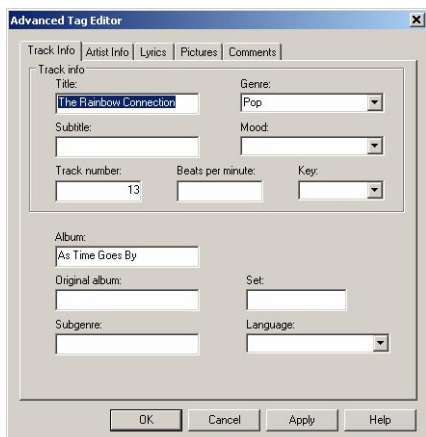 Advanced Tag Editor
Track Info Artist Info Lyrics Pictures Comments
Track info
Title: Genre:
The Rainbow Connection Pop
Subtitle: Mood:
Track number: Beats per minute: Key:
13
Album:
As Time Goes By
Original album: Set:
Subgenre: Language:
OK Cancel Apply Help